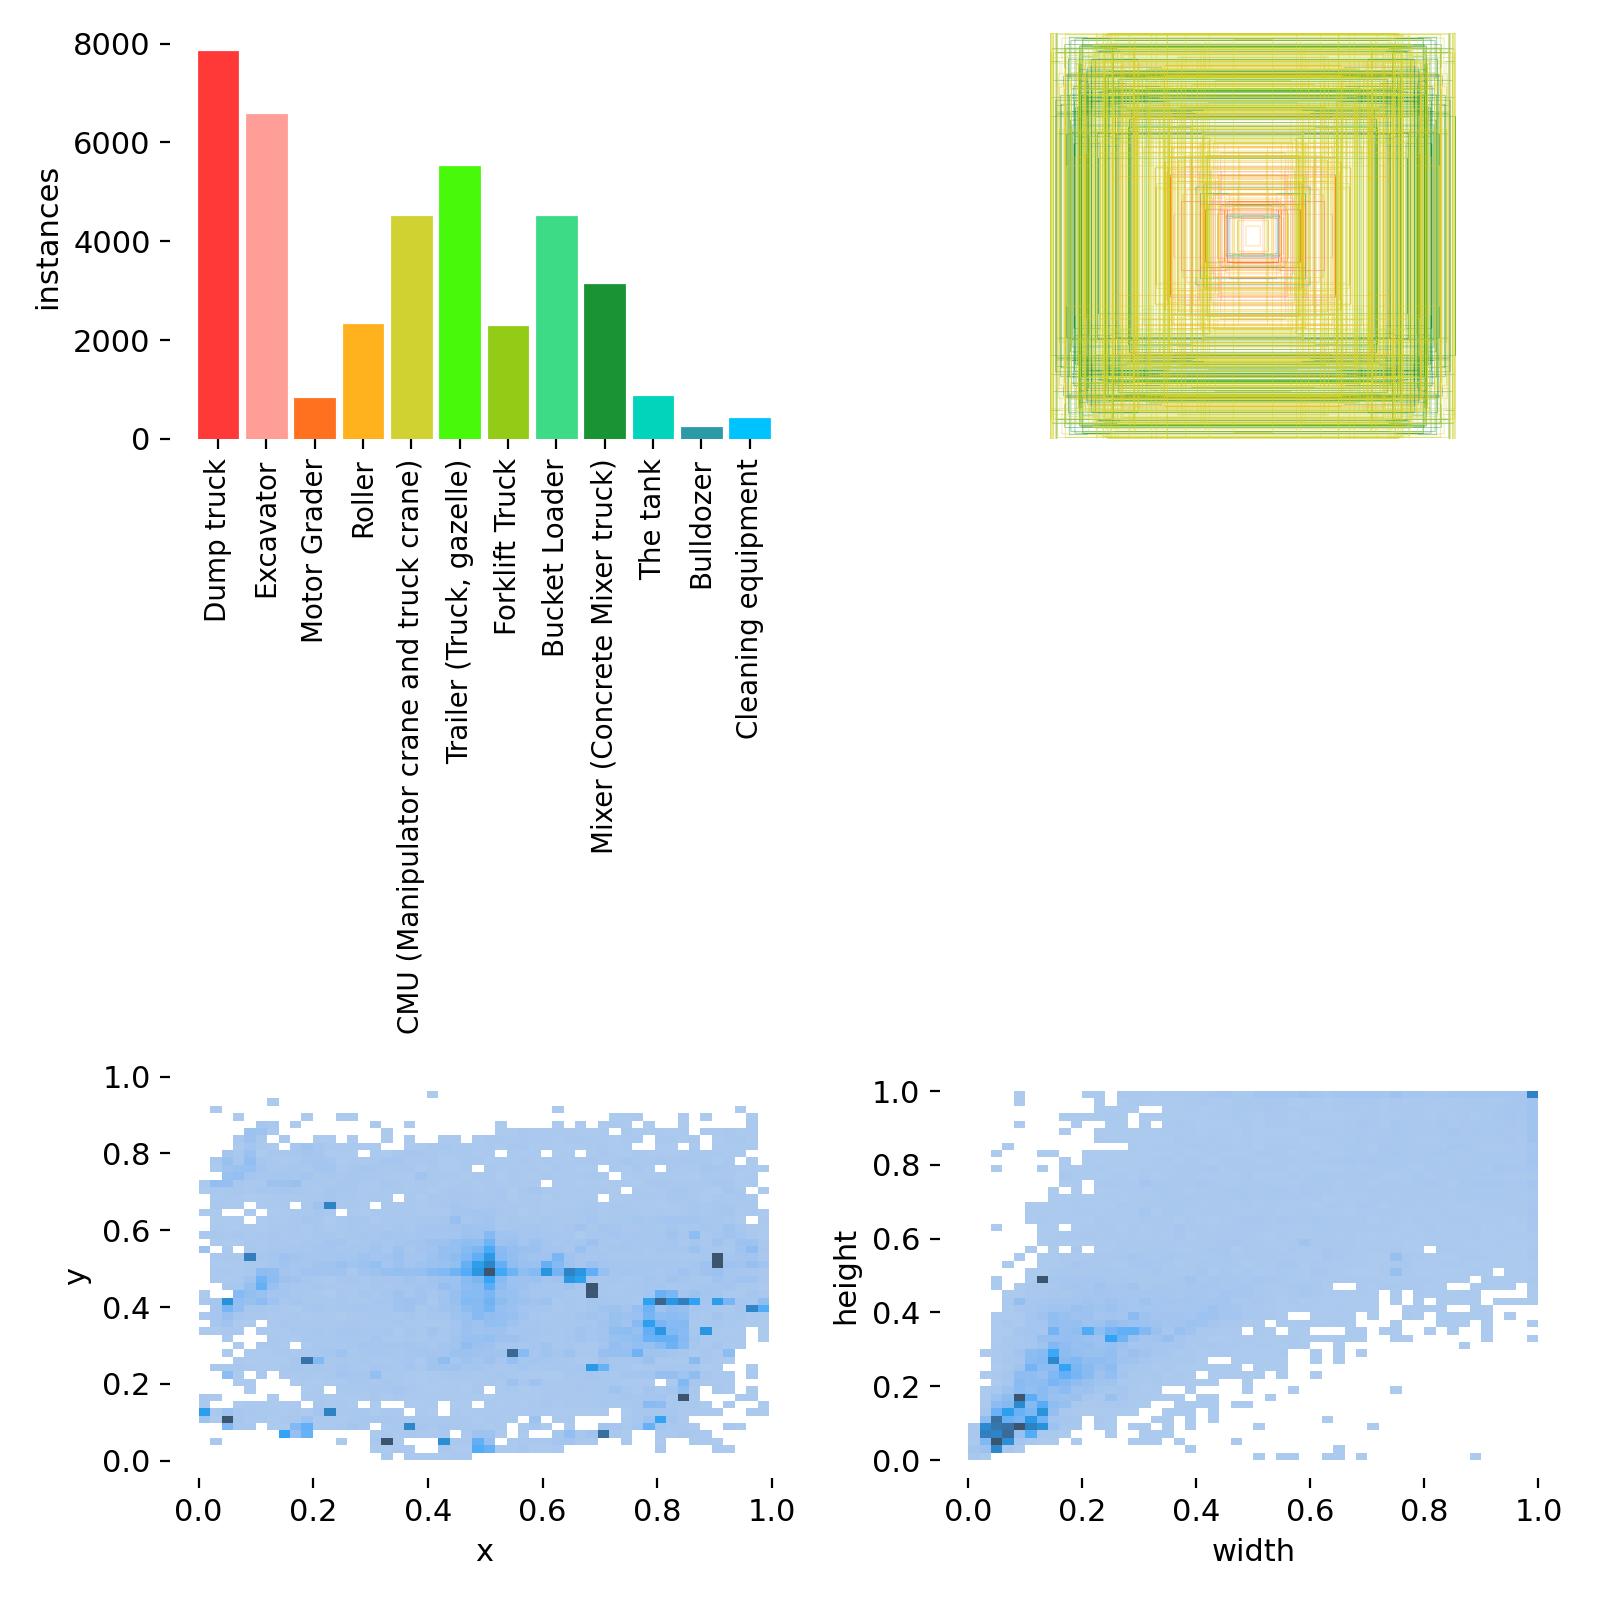 8000
6000
4000
2000
0
instances
Dump truck
Excavator
Motor Grader
Roller
CMU (Manipulator crane and truck crane)
Trailer (Truck, gazelle)
Forklift Truck
Bucket Loader
Mixer (Concrete Mixer truck)
The tank
Bulldozer
Cleaning equipment
1.0
0.8
0.6
0.4
0.2
0.0
y
0.0 0.2 0.4 0.6 0.8 1.0
x
1.0
0.8
0.6
0.4
0.2
0.0
height
0.0 0.2 0.4 0.6 0.8 1.0
width